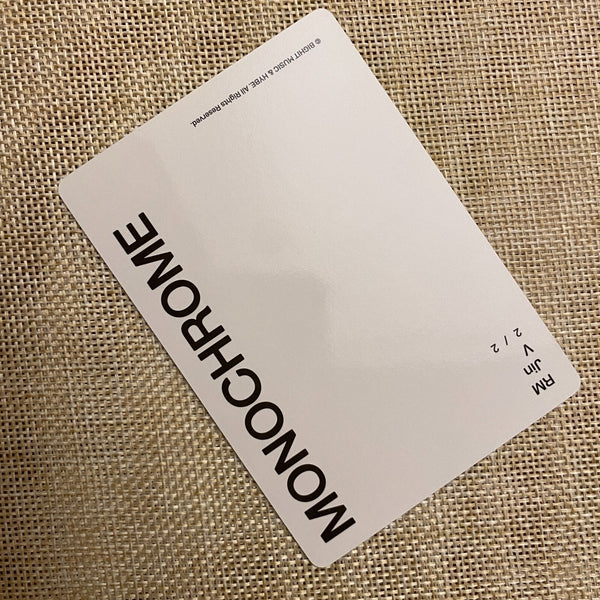 MONOCHROME
RM
Jin
V
2 / 2
© BIGHIT MUSIC & HYBE. All Rights Reserved.